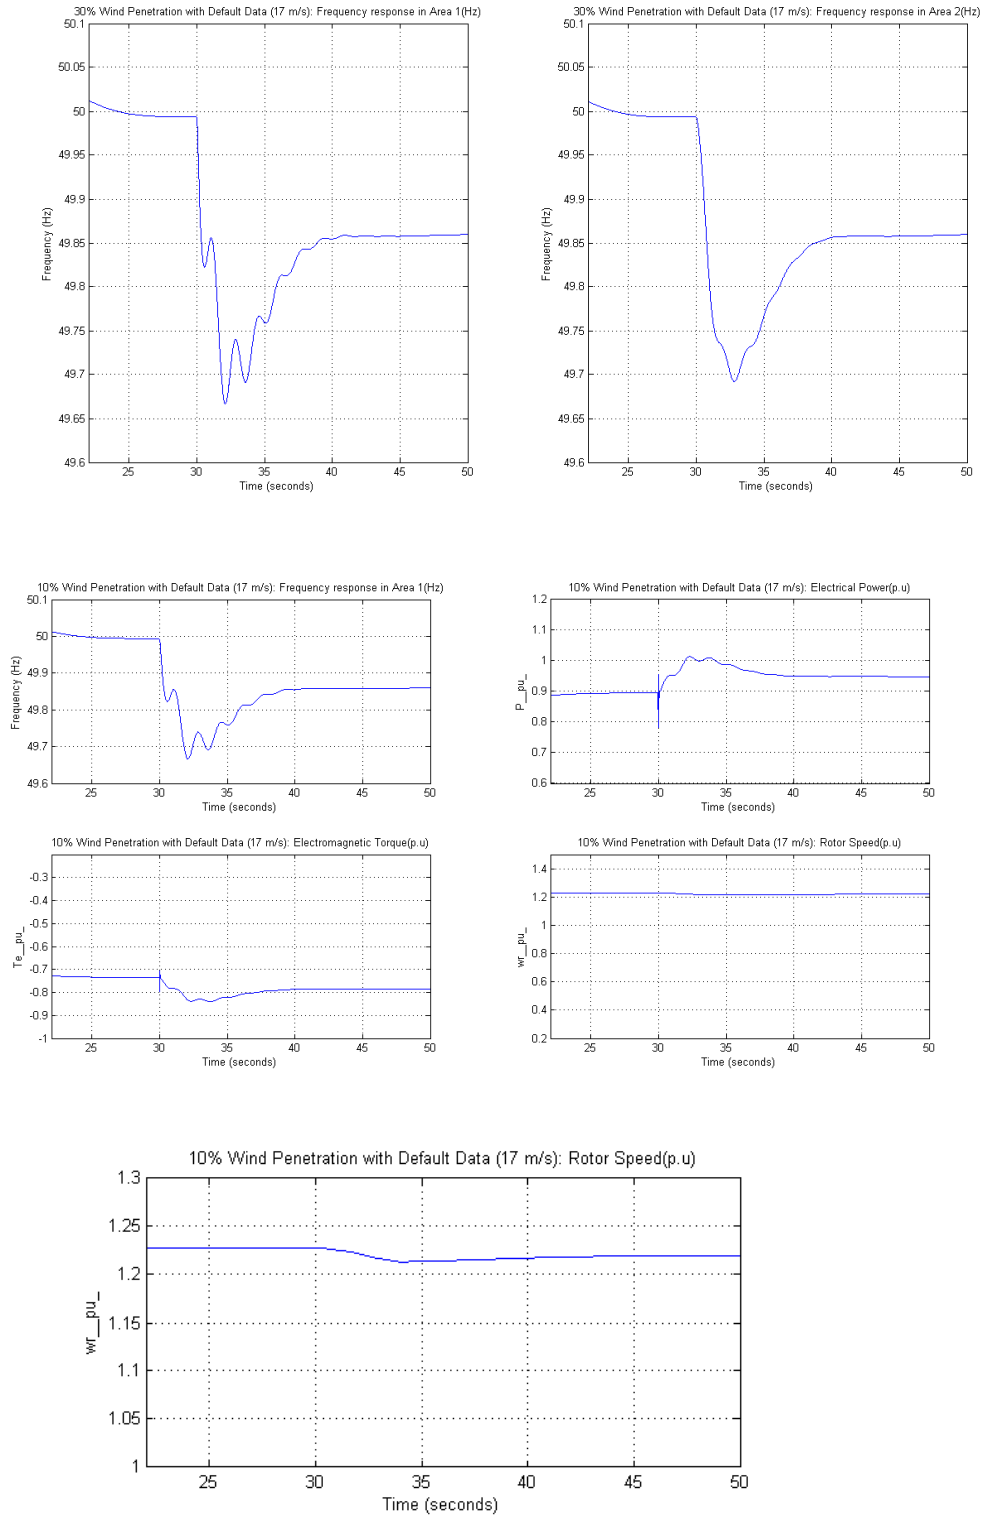 30% Wind Penetration with Default Data (17 m/s): Frequency response in Area 1(Hz)
50.1
50.05
50
49.95
49.9
49.85
49.8
49.75
49.7
49.65
49.6
Frequency (Hz)
25 30 35 40 45 50
Time (seconds)
30% Wind Penetration with Default Data (17 m/s): Frequency response in Area 2(Hz)
50.1
50.05
50
49.95
49.9
49.85
49.8
49.75
49.7
49.65
49.6
Frequency (Hz)
25 30 35 40 45 50
Time (seconds)
10% Wind Penetration with Default Data (17 m/s): Frequency response in Area 1(Hz)
50.1
50
49.9
49.8
49.7
49.6
Frequency (Hz)
25 30 35 40 45 50
Time (seconds)
10% Wind Penetration with Default Data (17 m/s): Electrical Power(p.u)
1.2
1.1
1
0.9
0.8
0.7
0.6
P__pu_
25 30 35 40 45 50
Time (seconds)
10% Wind Penetration with Default Data (17 m/s): Electromagnetic Torque(p.u)
-0.3
-0.4
-0.5
-0.6
-0.7
-0.8
-0.9
-1
Te__pu_
25 30 35 40 45 50
Time (seconds)
10% Wind Penetration with Default Data (17 m/s): Rotor Speed(p.u)
1.4
1.2
1
0.8
0.6
0.4
0.2
wr__pu_
25 30 35 40 45 50
Time (seconds)
10% Wind Penetration with Default Data (17 m/s): Rotor Speed(p.u)
1.3
1.25
1.2
1.15
1.1
1.05
1
wr__pu_
25 30 35 40 45 50
Time (seconds)